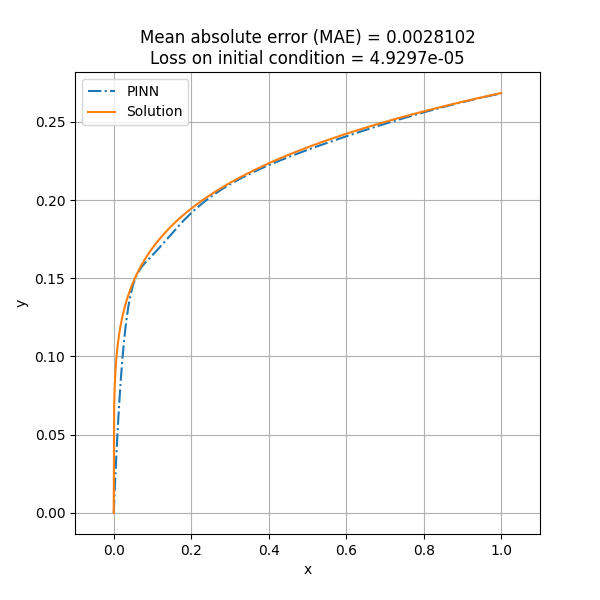 Mean absolute error (MAE) = 0.0028102
Loss on initial condition = 4.9297e-05
PINN
Solution
0.25
0.20
0.15
0.10
0.05
0.00
y
0.0 0.2 0.4 0.6 0.8 1.0
x